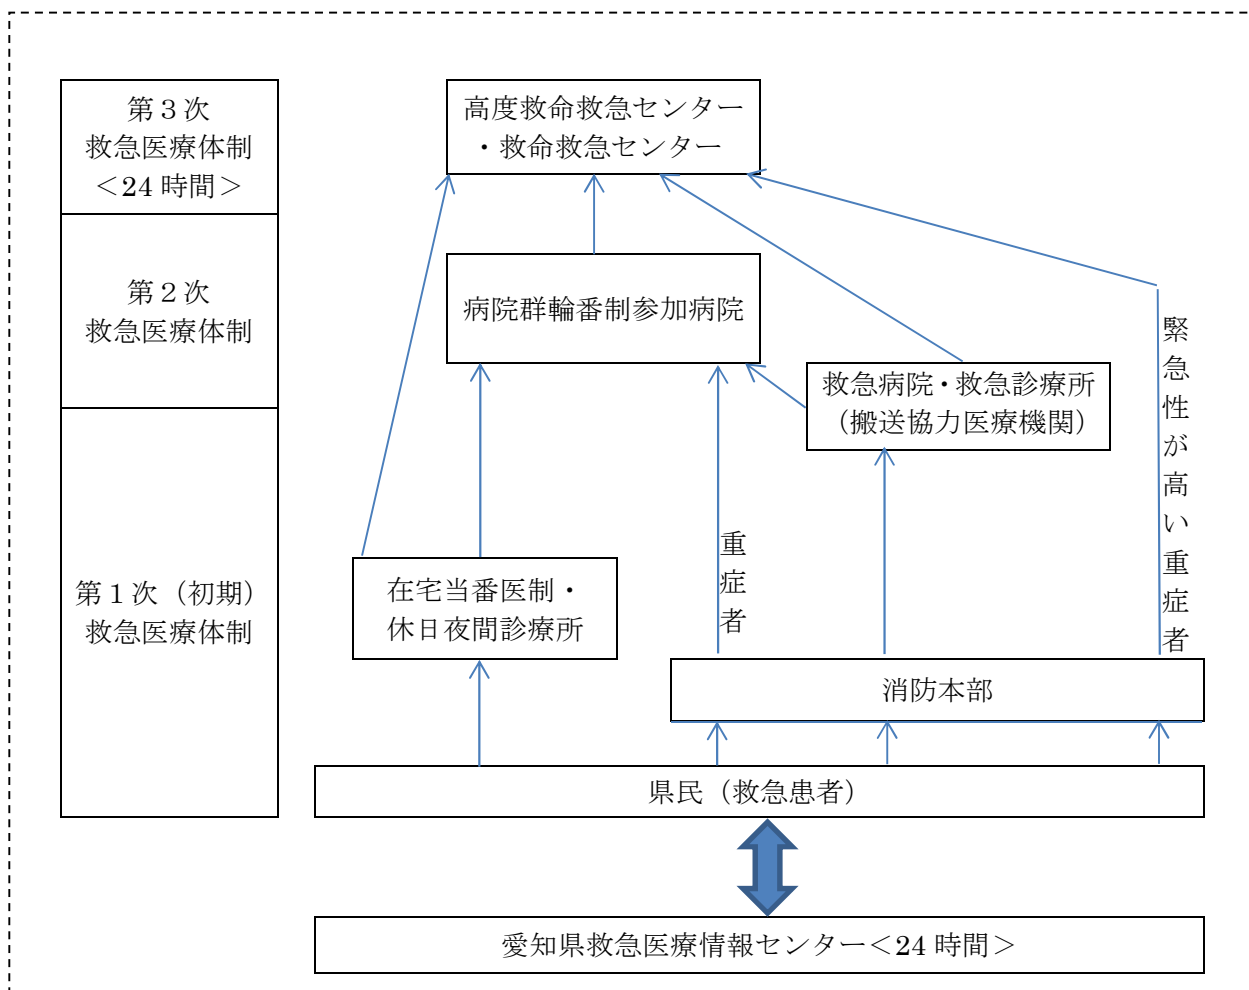 第３次
救急医療体制
＜24 時間＞
第２次
救急医療体制
第１次（初期）
救急医療体制
高度救命救急センター
・救命救急センター
病院群輪番制参加病院
救急病院・救急診療所
（搬送協力医療機関）
緊急性が高い重症者
重症者
在宅当番医制・
休日夜間診療所
消防本部
県民（救急患者）
愛知県救急医療情報センター＜24 時間＞